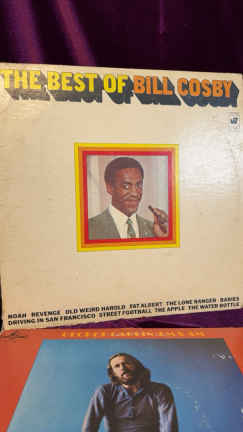 THE BEST OF BILL COSBY
NOAH REVENGE OLD WEIRD HAROLD FAT ALBERT THE LONE RANGER BABIES
DRIVING IN SAN FRANCISCO STREET FOOTBALL THE APPLE THE WATER BOTTLE